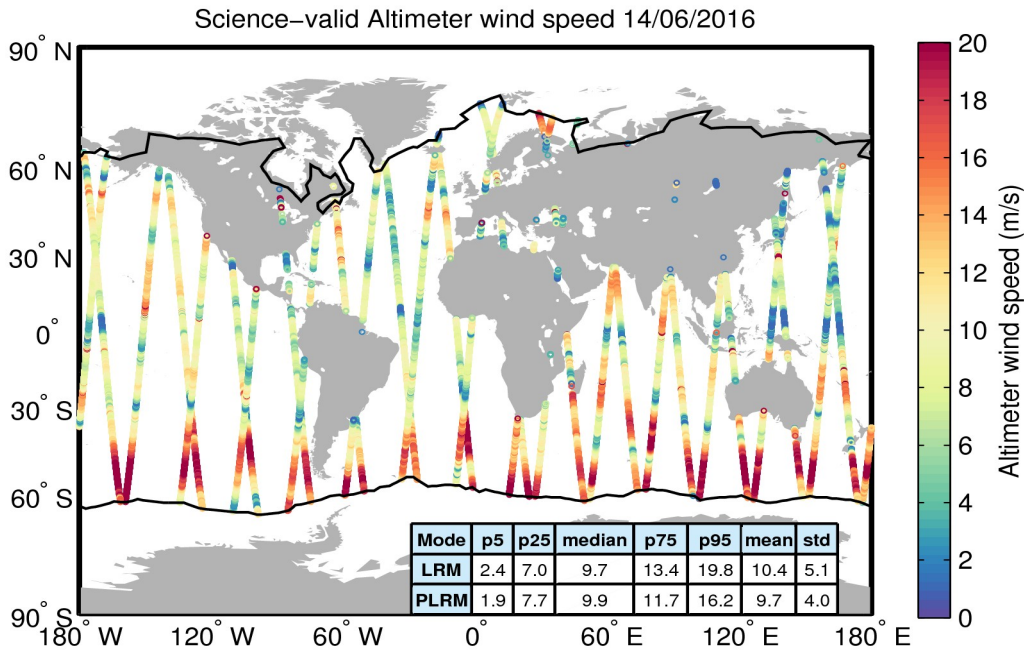 Science-valid Altimeter wind speed 14/06/2016
90° N
60° N
30° N
0°
30° S
60° S
90° S
180° W
120° W
60° W
0°
60° E
120° E
180° E
Mode p5 p25 median p75 p95 mean std
LRM 2.4 7.0 9.7 13.4 19.8 10.4 5.1
PLRM 1.9 7.7 9.9 11.7 16.2 9.7 4.0
20
18
16
14
12
10
8
6
4
2
0
Altimeter wind speed (m/s)